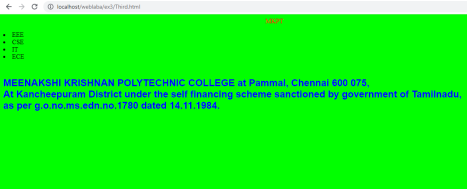 localhost/weblabs/ex3/Third.html
MKPT
EEE
CSE
IT
ECE
MEENAKSHI KRISHNAN POLYTECHNIC COLLEGE at Pammal, Chennai 600 075,
At Kancheepuram District under the self financing scheme sanctioned by government of Tamilnadu,
as per g.o.no.ms.edn.no.1780 dated 14.11.1984.